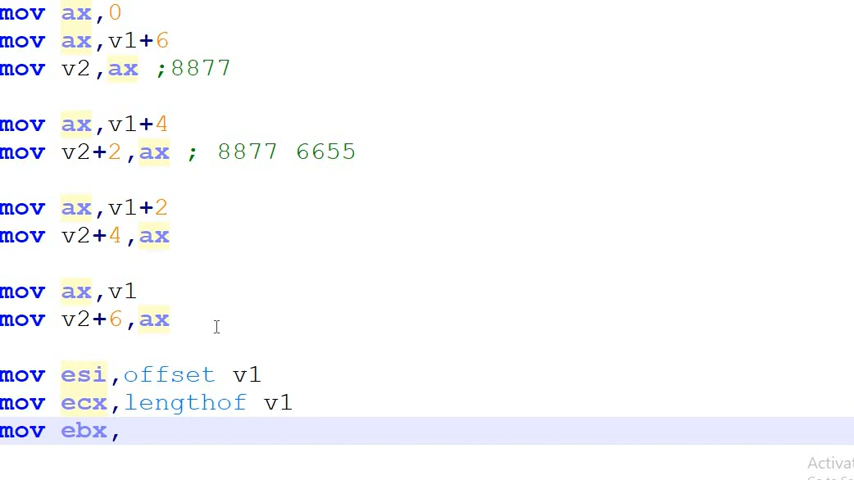 mov ax,0
mov ax,v1+6
mov v2,ax ;8877
mov ax,v1+4
mov v2+2,ax ; 8877 6655
mov ax,v1+2
mov v2+4,ax
mov ax,v1
mov v2+6,ax
mov esi,offset v1
mov ecx,lengthof v1
mov ebx,
Activat